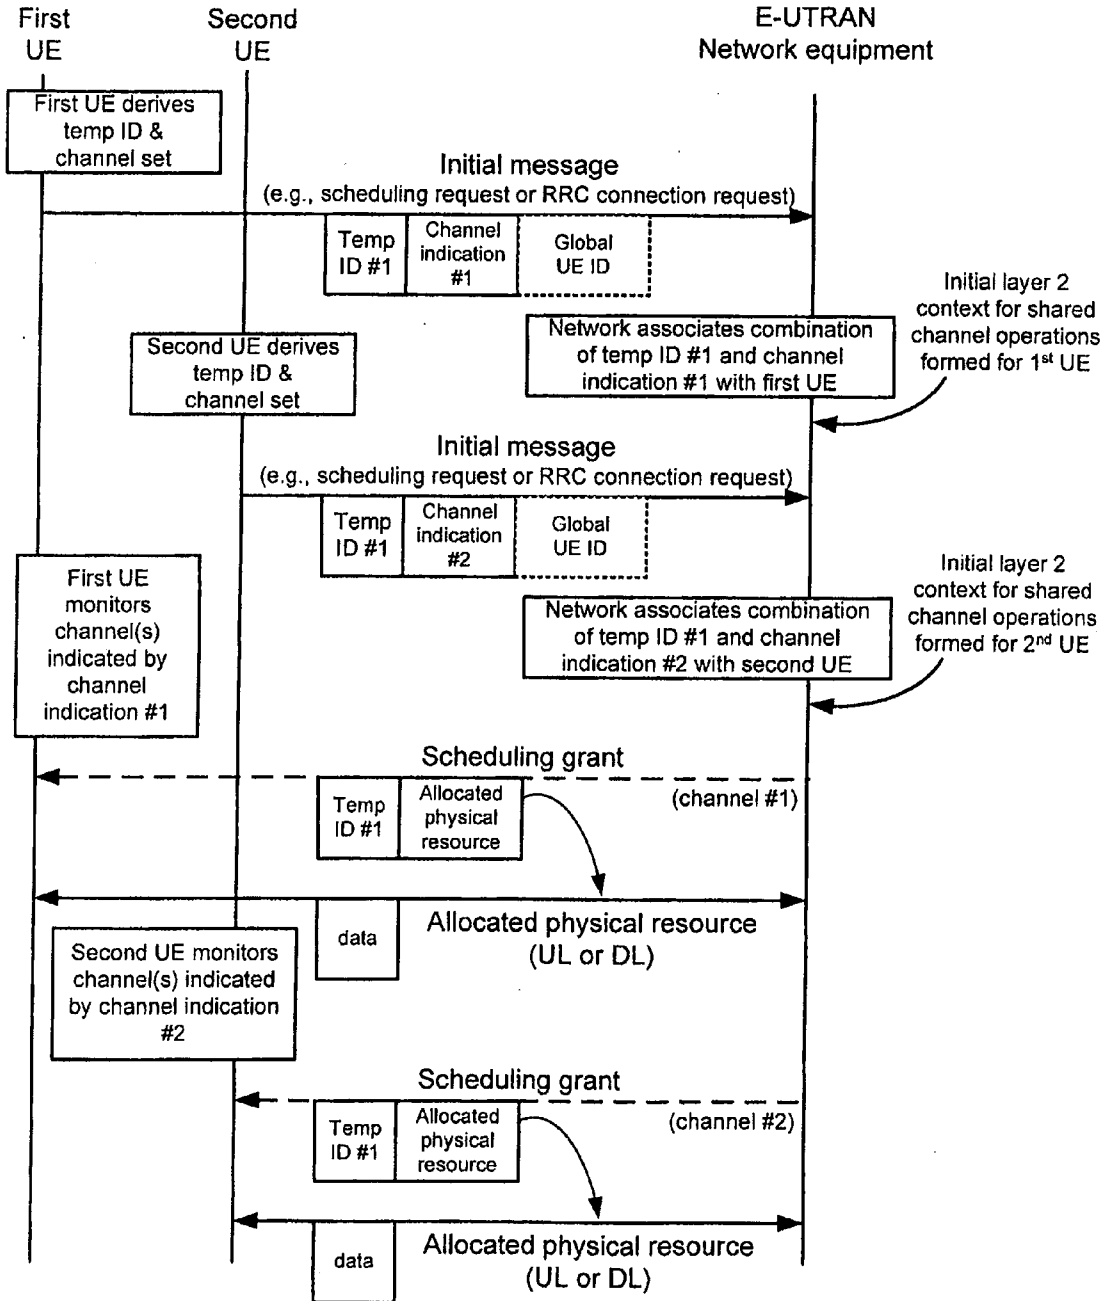 First
UE
Second
UE
E-UTRAN
Network equipment
First UE derives
temp ID &
channel set
Initial message
(e.g., scheduling request or RRC connection request)
Temp
ID #1
Channel
indication
#1
Global
UE ID
Initial layer 2
context for shared
channel operations
formed for 1st UE
Network associates combination
of temp ID #1 and channel
indication #1 with first UE
Second UE derives
temp ID &
channel set
Initial message
(e.g., scheduling request or RRC connection request)
Temp
ID #1
Channel
indication
#2
Global
UE ID
First UE
monitors
channel(s)
indicated by
channel
indication #1
Initial layer 2
context for shared
channel operations
formed for 2nd UE
Network associates combination
of temp ID #1 and channel
indication #2 with second UE
Scheduling grant
(channel #1)
Temp
ID #1
Allocated
physical
resource
data
Allocated physical resource
(UL or DL)
Second UE monitors
channel(s) indicated
by channel indication
#2
Scheduling grant
(channel #2)
Temp
ID #1
Allocated
physical
resource
data
Allocated physical resource
(UL or DL)